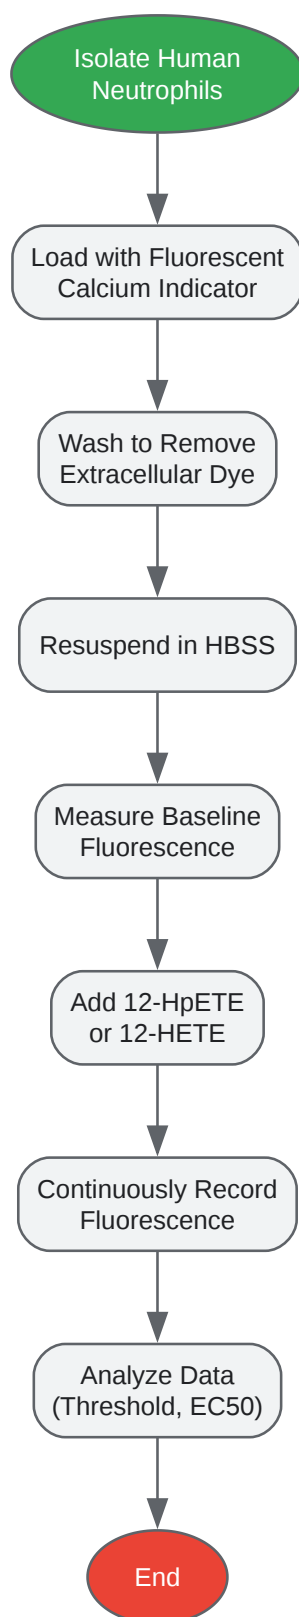 Isolate Human
Neutrophils
Load with Fluorescent
Calcium Indicator
Wash to Remove
Extracellular Dye
Resuspend in HBSS
Measure Baseline
Fluorescence
Add 12-HpETE
or 12-HETE
Continuously Record
Fluorescence
Analyze Data
(Threshold, EC50)
End